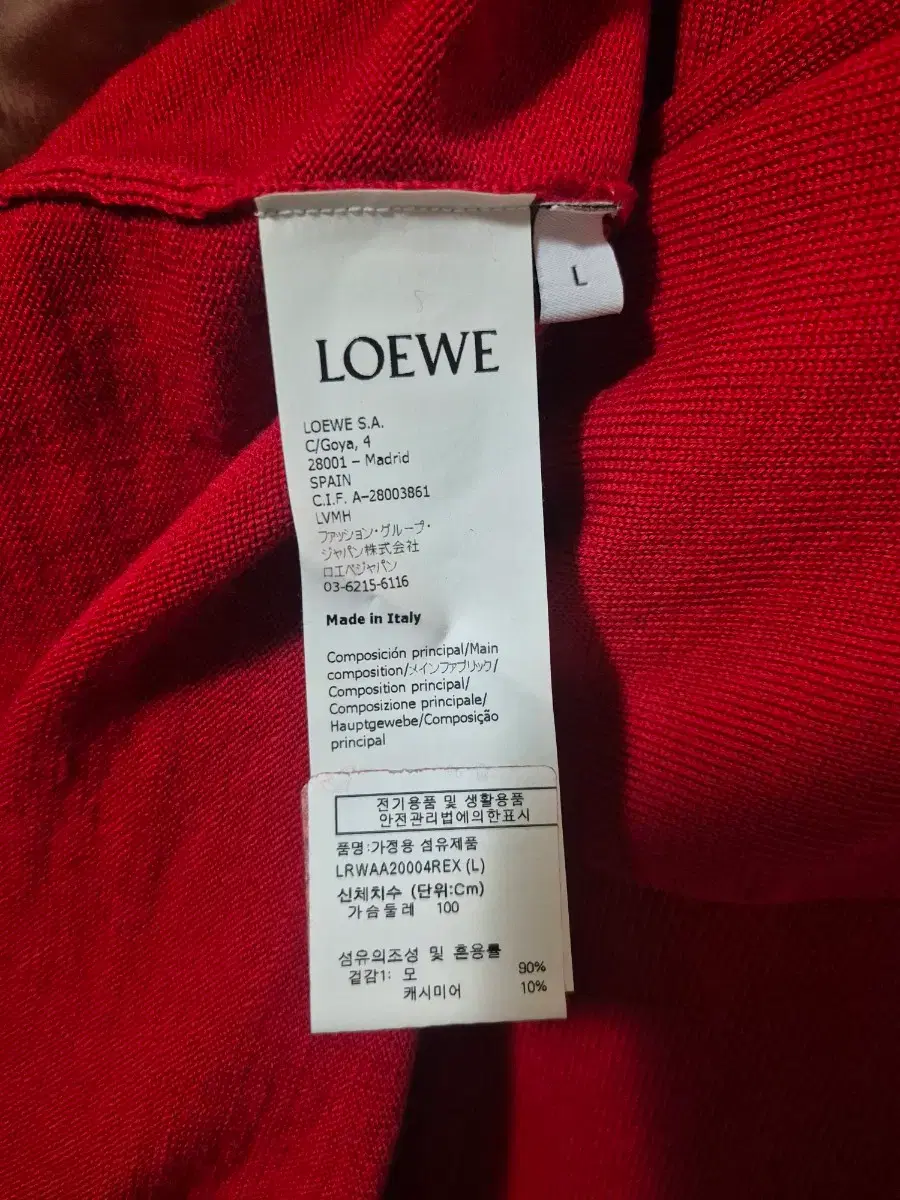 L
LOEWE
LOEWE S.A.
C/Goya, 4
28001 – Madrid
SPAIN
C.I.F. A–28003861
LVMH
ファッション・グループ・
ジャパン株式会社
ロエベジャパン
03-6215-6116
Made in Italy
Composición principal/Main
composition/メインファブリック/
Composition principal/
Composizione principale/
Hauptgewebe/Composição
principal
전기용품 및 생활용품
안전관리법에의한표시
품명:가정용 섬유제품
LRWAA20004REX (L)
신체치수 (단위:Cm)
가슴둘레 100
섬유의조성 및 혼용률
겉감1: 모 90%
캐시미어 10%